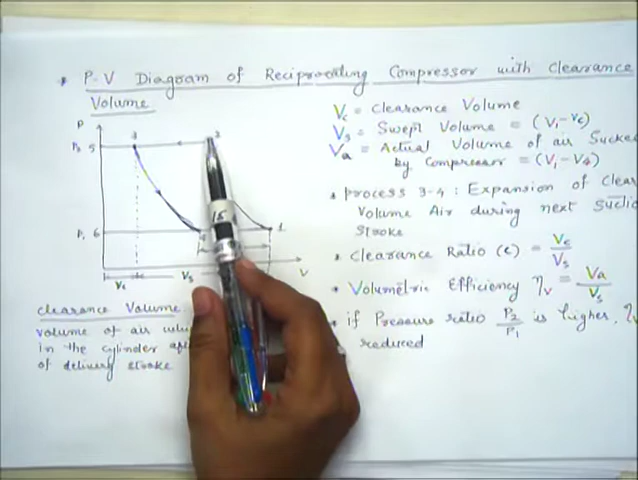 P-V Diagram of Reciprocating Compressor with Clearance
Volume
P
P₂ 5
3
2
P, 6
4
1
Vc
Vs
V
Vc = Clearance Volume
Vs = Swept Volume = (V₁-Vc)
Va = Actual Volume of air Sucked
by Compressor = (V₁-V4)
• process 3-4 : Expansion of Clear
Volume Air during next Suctio
Stroke
• Clearance Ratio (c) = Vc/Vs
• Volumetric Efficiency ηv = Va/Vs
• if Pressure ratio P₂/P₁ is higher, ηv
reduced
Clearance Volume
volume of air whi
in the cylinder af
of delivery stroke